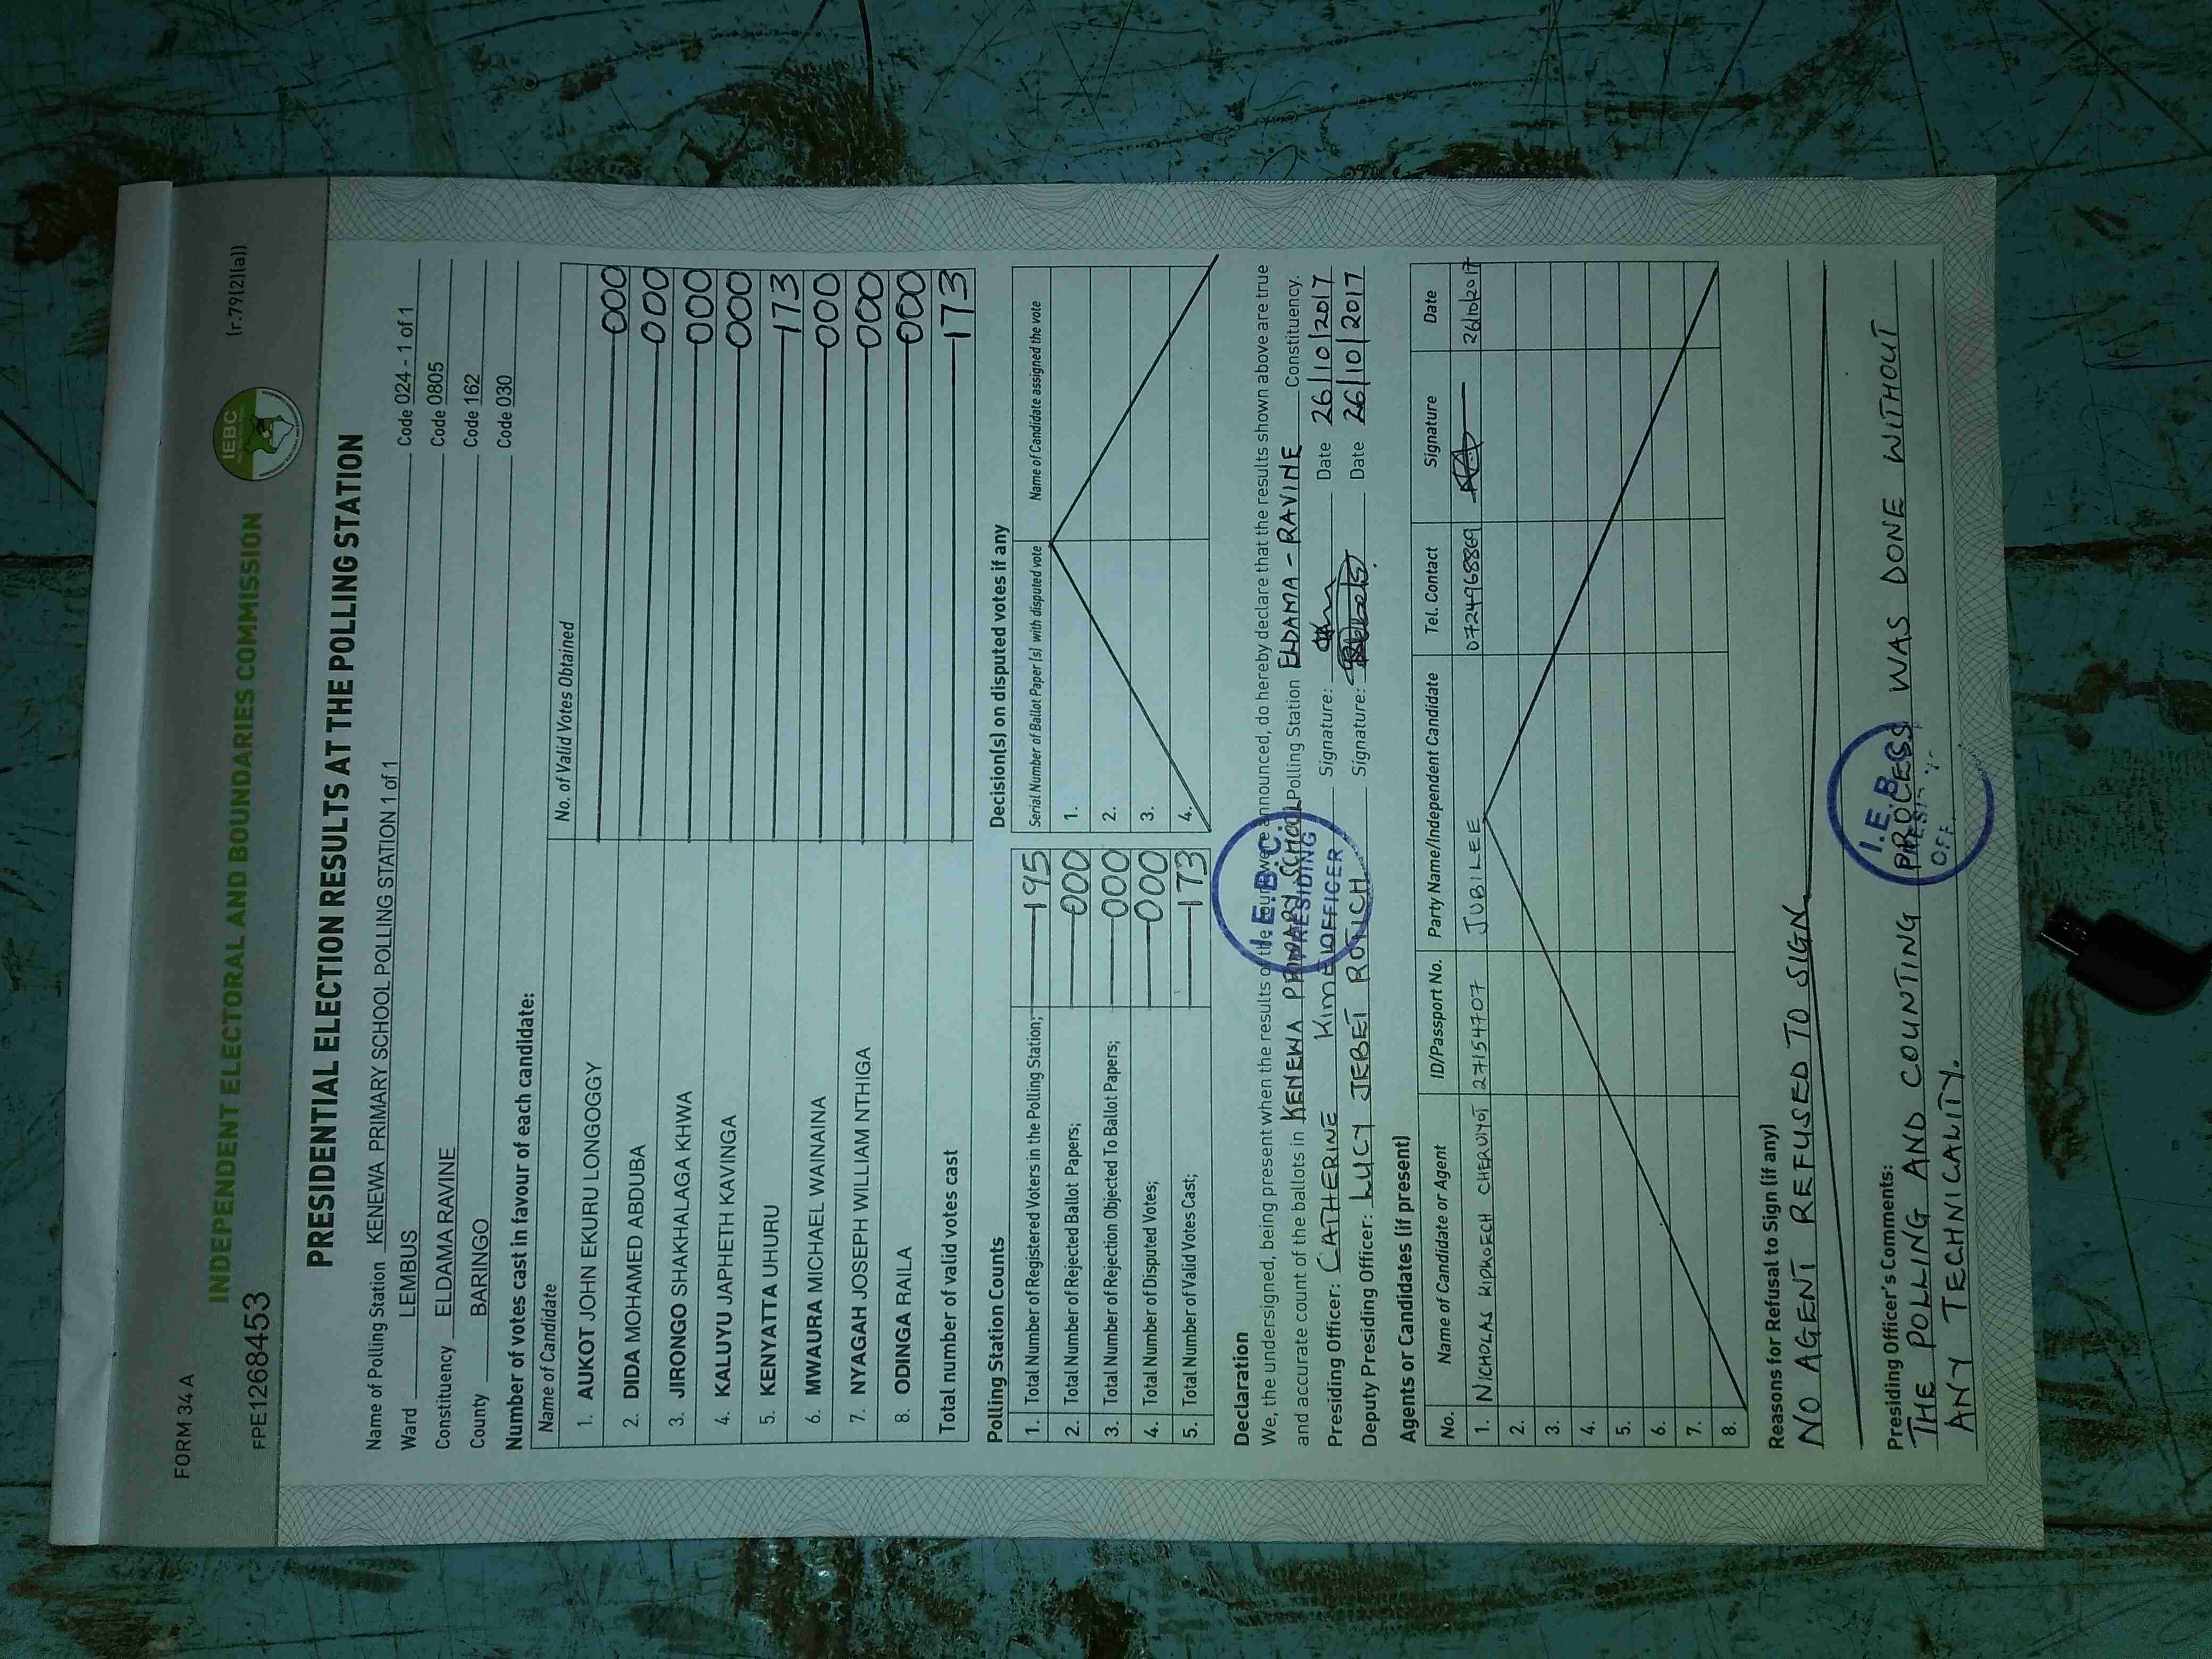 FORM 34 A
(r.79(2)(a))
INDEPENDENT ELECTORAL AND BOUNDARIES COMMISSION
IEBC
FPE1268453
PRESIDENTIAL ELECTION RESULTS AT THE POLLING STATION
Name of Polling Station KENEWA PRIMARY SCHOOL POLLING STATION 1 of 1 Code 024 - 1 of 1
Ward LEMBUS Code 0805
Constituency ELDAMA RAVINE Code 162
County BARINGO Code 030
Number of votes cast in favour of each candidate:
Name of Candidate No. of Valid Votes Obtained
1. AUKOT JOHN EKURU LONGOGGY 000
2. DIDA MOHAMED ABDUBA 000
3. JIRONGO SHAKHALAGA KHWA 000
4. KALUYU JAPHETH KAVINGA 000
5. KENYATTA UHURU 173
6. MWAURA MICHAEL WAINAINA 000
7. NYAGAH JOSEPH WILLIAM NTHIGA 000
8. ODINGA RAILA 000
Total number of valid votes cast 173
Polling Station Counts
1. Total Number of Registered Voters in the Polling Station; 195
2. Total Number of Rejected Ballot Papers; 000
3. Total Number of Rejection Objected To Ballot Papers; 000
4. Total Number of Disputed Votes; 000
5. Total Number of Valid Votes Cast; 173
Decision(s) on disputed votes if any
Serial Number of Ballot Paper(s) with disputed vote Name of Candidate assigned the vote
1.
2.
3.
4.
Declaration
We, the undersigned, being present when the results of the count were announced, do hereby declare that the results shown above are true
and accurate count of the ballots in KENEWA PRIMARY SCHOOL Polling Station ELDAMA - RAVINE Constituency.
Presiding Officer: CATHERINE KIMEI Signature: Date 26/10/2017
Deputy Presiding Officer: LUCY JEBET ROTICH Signature: Date 26/10/2017
I.E.B.C.
PRESIDING
OFFICER
Agents or Candidates (if present)
No. Name of Candidate or Agent ID/Passport No. Party Name/Independent Candidate Tel. Contact Signature Date
1. NICHOLAS KIPKOECH CHERUIYOT 27154707 JUBILEE 0724968869 26/10/2017
2.
3.
4.
5.
6.
7.
8.
Reasons for Refusal to Sign (if any)
NO AGENT REFUSED TO SIGN
Presiding Officer's Comments:
THE POLLING AND COUNTING PROCESS WAS DONE WITHOUT
ANY TECHNICALITY.
I.E.B.
OFF